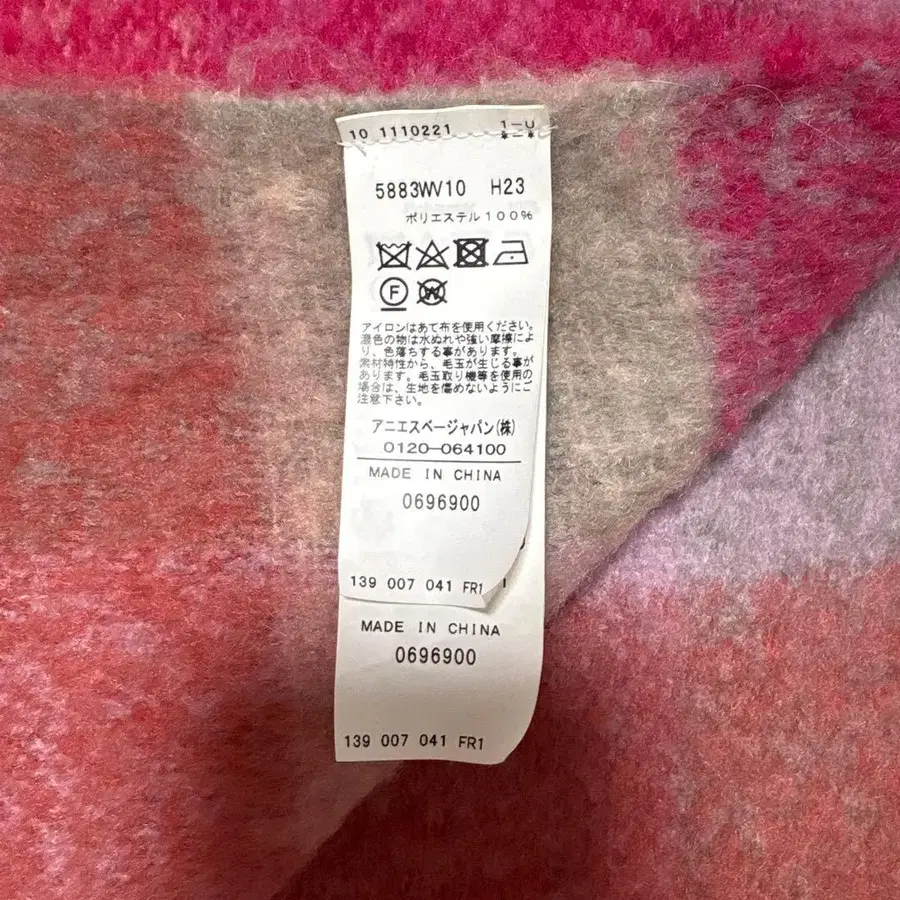 10 1110221 1-U
*-*
5883WV10 H23
ポリエステル100%
F W
アイロンはあて布を使用ください。
濃色の物は水ぬれや強い摩擦によ
り、色落ちする事があります。
素材特性から、毛玉が生じる事が
あります。毛玉取り機等を使用の
場合は、生地を傷めないようにご
注意下さい。
アニエスベージャパン(株)
0120-064100
MADE IN CHINA
0696900
139 007 041 FR1
MADE IN CHINA
0696900
139 007 041 FR1